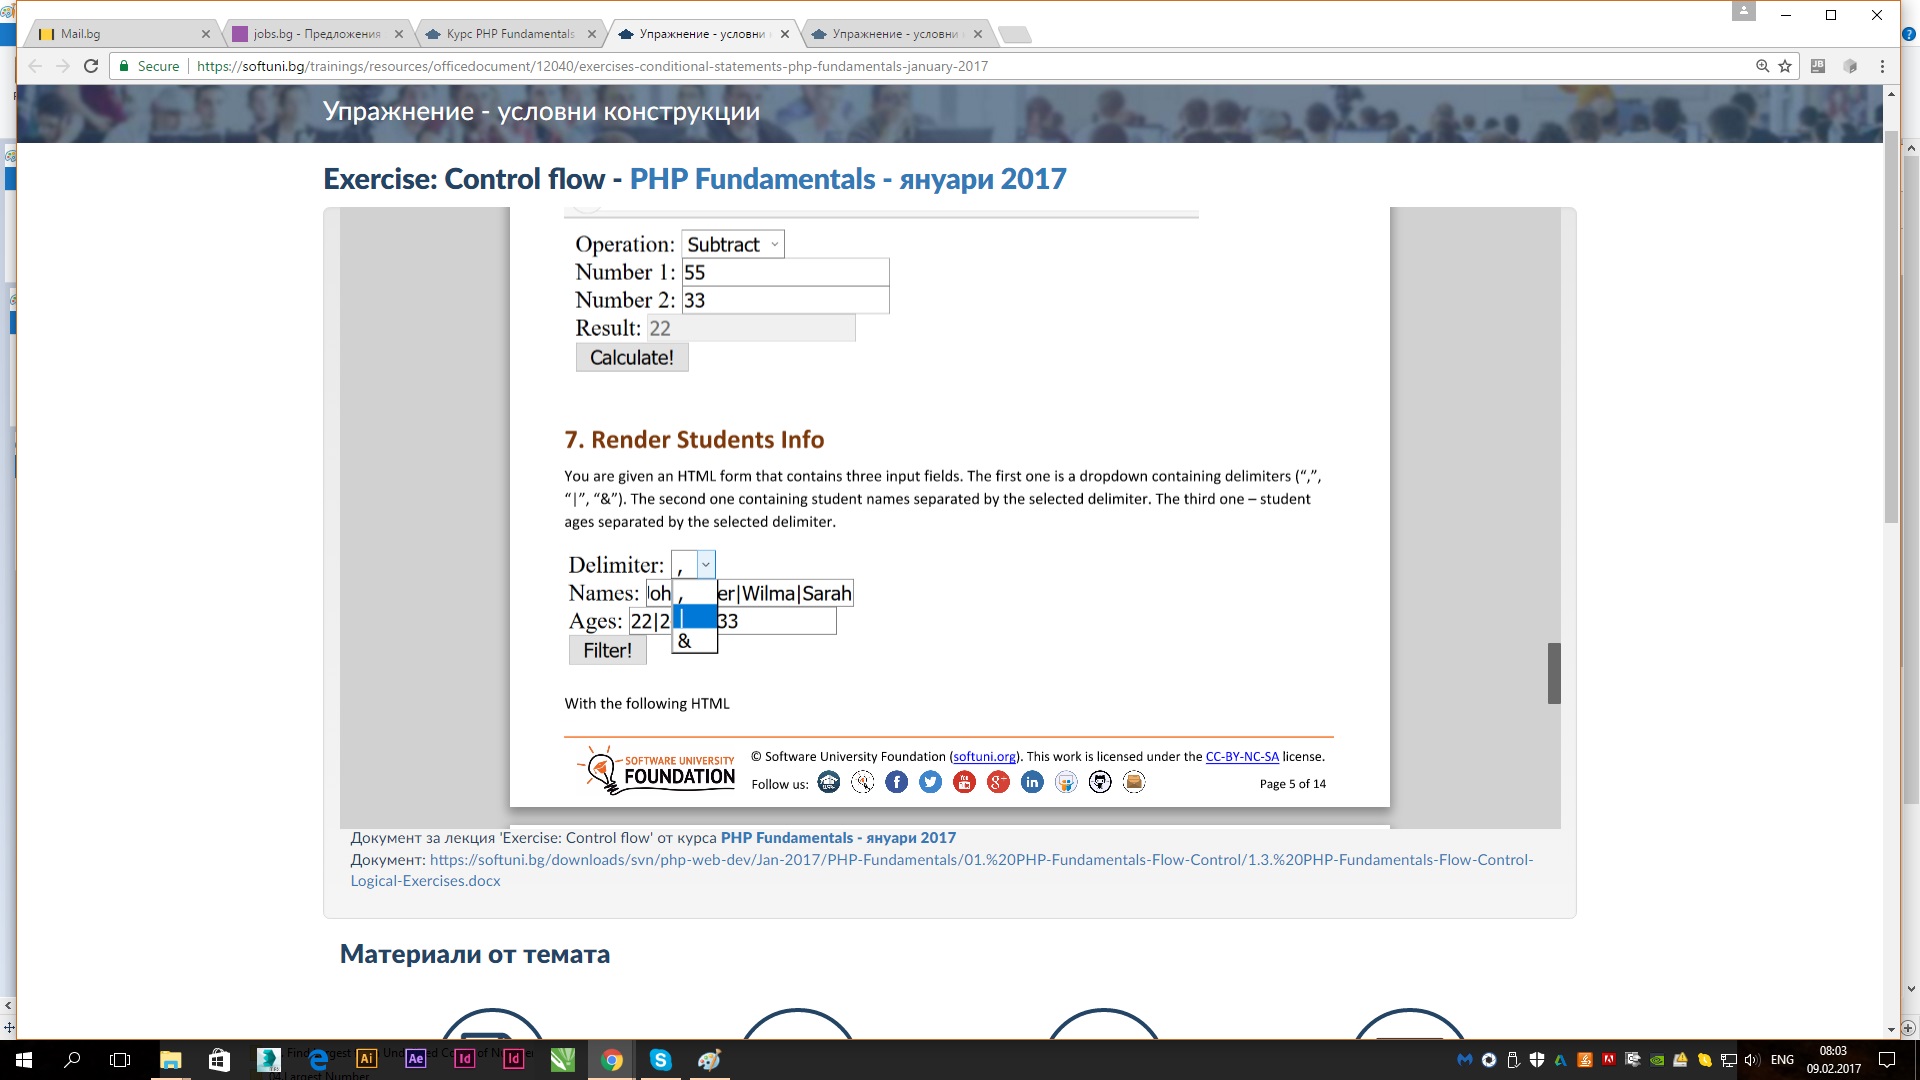 Mail.bg
jobs.bg - Предложения
Курс PHP Fundamentals
Упражнение - условни
Упражнение - условни
Secure
https://softuni.bg/trainings/resources/officedocument/12040/exercises-conditional-statements-php-fundamentals-january-2017
Упражнение - условни конструкции
Exercise: Control flow - PHP Fundamentals - януари 2017
Operation: Subtract
Number 1: 55
Number 2: 33
Result: 22
Calculate!
7. Render Students Info
You are given an HTML form that contains three input fields. The first one is a dropdown containing delimiters (“,”,
“|”, “&”). The second one containing student names separated by the selected delimiter. The third one – student
ages separated by the selected delimiter.
Delimiter: ,
Names: Joh , er|Wilma|Sarah
Ages: 22|2 | 33
&
Filter!
With the following HTML
SOFTWARE UNIVERSITY
FOUNDATION
© Software University Foundation (softuni.org). This work is licensed under the CC-BY-NC-SA license.
Follow us:
Page 5 of 14
Документ за лекция 'Exercise: Control flow' от курса PHP Fundamentals - януари 2017
Документ: https://softuni.bg/downloads/svn/php-web-dev/Jan-2017/PHP-Fundamentals/01.%20PHP-Fundamentals-Flow-Control/1.3.%20PHP-Fundamentals-Flow-Control-
Logical-Exercises.docx
Материали от темата
Ai
Ae
Id
Id
ENG
08:03
09.02.2017